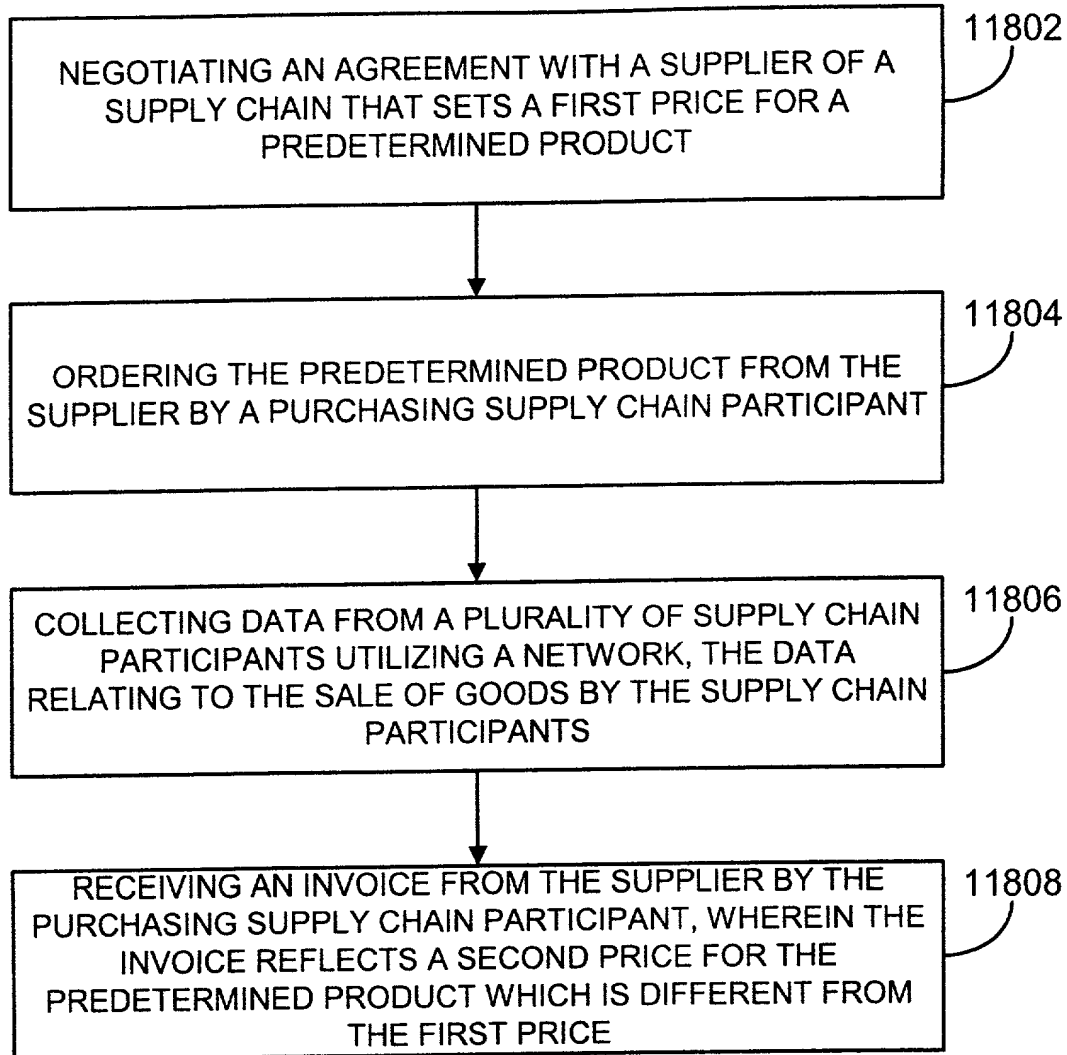 11802
NEGOTIATING AN AGREEMENT WITH A SUPPLIER OF A
SUPPLY CHAIN THAT SETS A FIRST PRICE FOR A
PREDETERMINED PRODUCT
11804
ORDERING THE PREDETERMINED PRODUCT FROM THE
SUPPLIER BY A PURCHASING SUPPLY CHAIN PARTICIPANT
11806
COLLECTING DATA FROM A PLURALITY OF SUPPLY CHAIN
PARTICIPANTS UTILIZING A NETWORK, THE DATA
RELATING TO THE SALE OF GOODS BY THE SUPPLY CHAIN
PARTICIPANTS
11808
RECEIVING AN INVOICE FROM THE SUPPLIER BY THE
PURCHASING SUPPLY CHAIN PARTICIPANT, WHEREIN THE
INVOICE REFLECTS A SECOND PRICE FOR THE
PREDETERMINED PRODUCT WHICH IS DIFFERENT FROM
THE FIRST PRICE